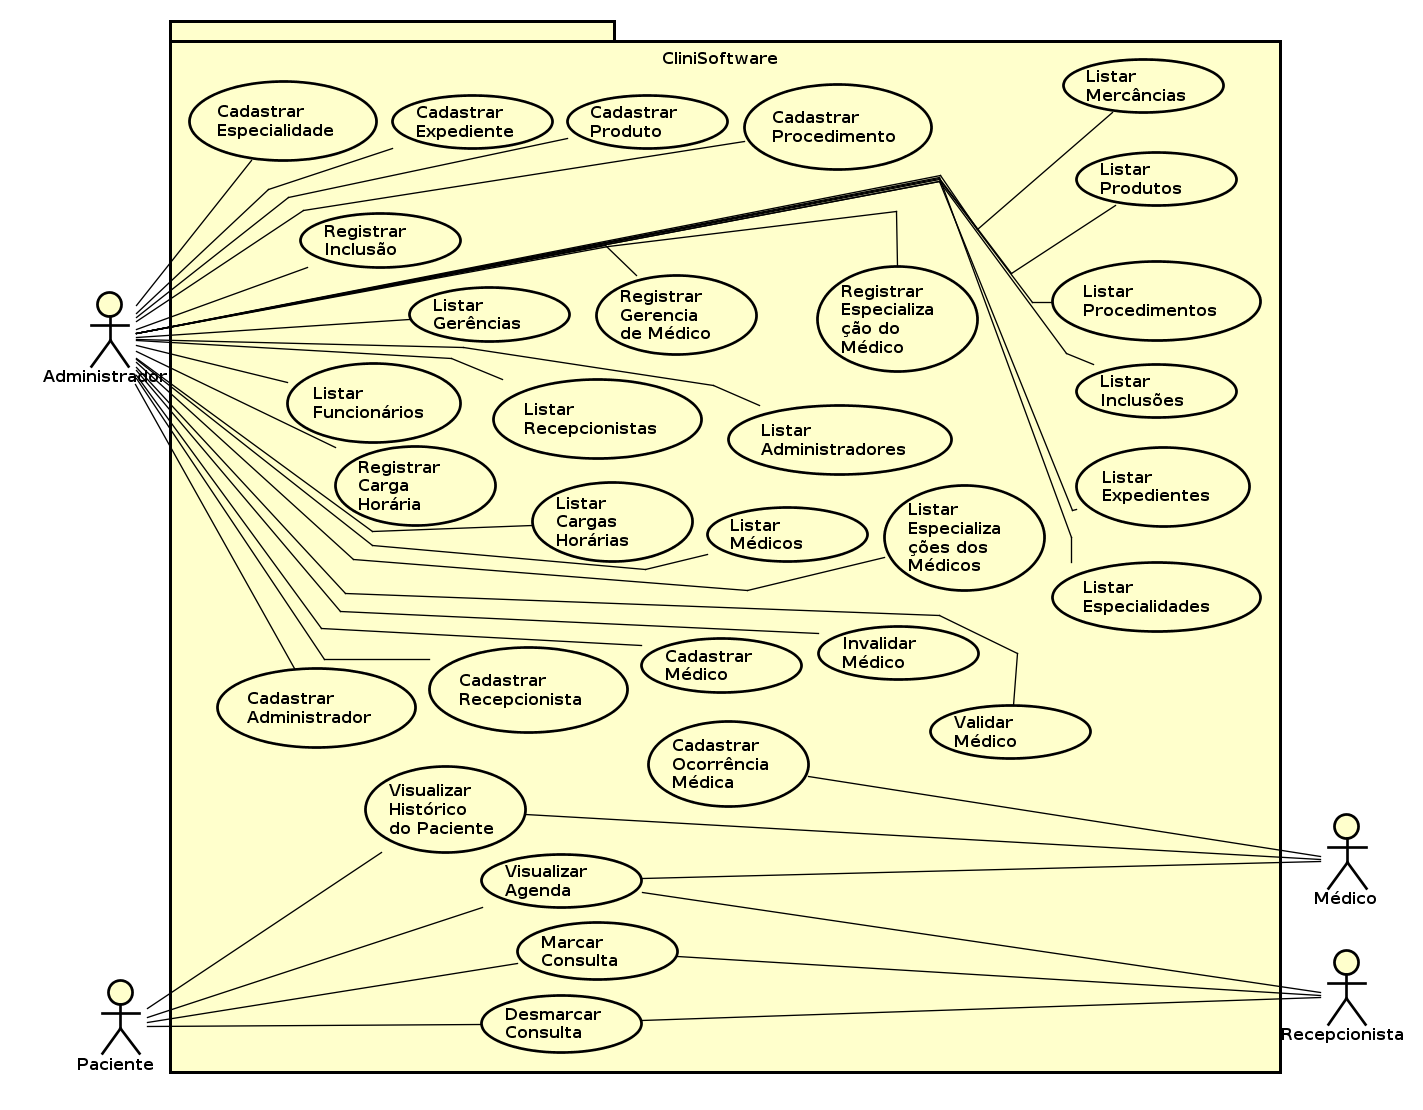 CliniSoftware
Cadastrar
Especialidade
Cadastrar
Expediente
Cadastrar
Produto
Cadastrar
Procedimento
Listar
Mercâncias
Listar
Produtos
Registrar
Inclusão
Listar
Gerências
Registrar
Gerencia
de Médico
Registrar
Especializa
ção do
Médico
Listar
Procedimentos
Administrador
Listar
Funcionários
Listar
Recepcionistas
Listar
Administradores
Listar
Inclusões
Registrar
Carga
Horária
Listar
Cargas
Horárias
Listar
Médicos
Listar
Especializa
ções dos
Médicos
Listar
Expedientes
Listar
Especialidades
Cadastrar
Administrador
Cadastrar
Recepcionista
Cadastrar
Médico
Invalidar
Médico
Validar
Médico
Cadastrar
Ocorrência
Médica
Visualizar
Histórico
do Paciente
Visualizar
Agenda
Médico
Marcar
Consulta
Desmarcar
Consulta
Recepcionista
Paciente